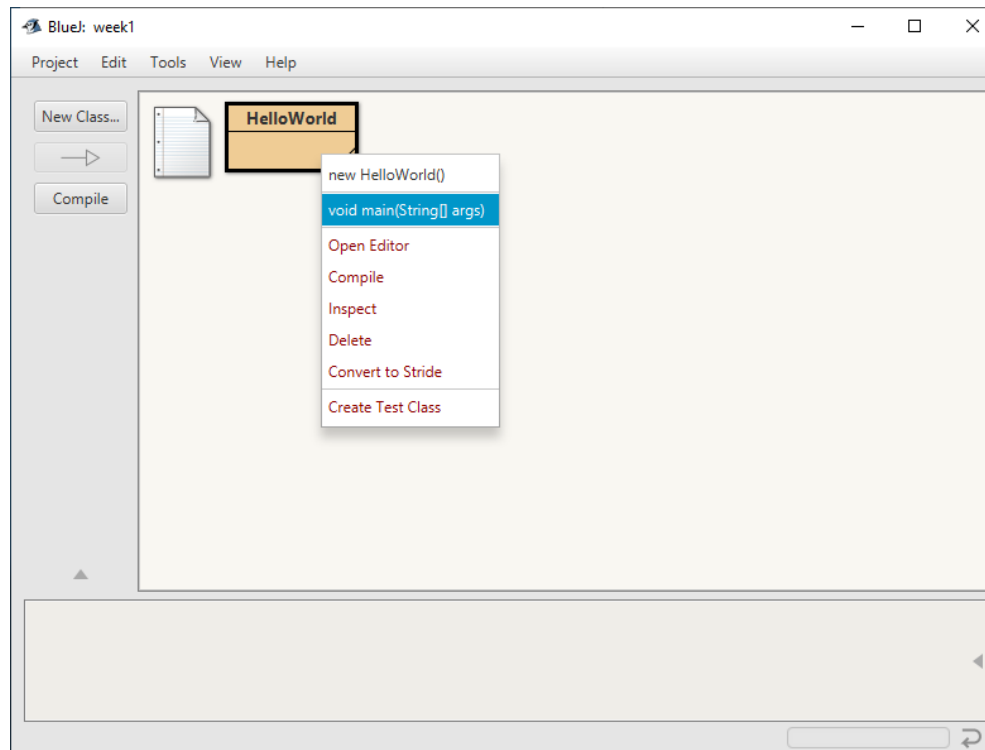 BlueJ: week1
Project Edit Tools View Help
New Class...
Compile
HelloWorld
new HelloWorld()
void main(String[] args)
Open Editor
Compile
Inspect
Delete
Convert to Stride
Create Test Class